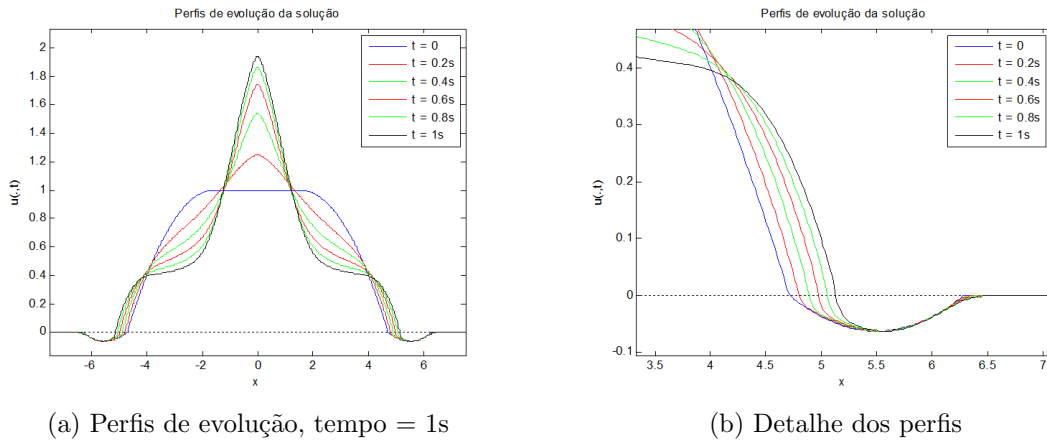 Perfis de evolução da solução
u(.,t)
2
1.8
1.6
1.4
1.2
1
0.8
0.6
0.4
0.2
0
-6 -4 -2 0 2 4 6
x
t = 0
t = 0.2s
t = 0.4s
t = 0.6s
t = 0.8s
t = 1s
(a) Perfis de evolução, tempo = 1s
Perfis de evolução da solução
u(.,t)
0.4
0.3
0.2
0.1
0
-0.1
3.5 4 4.5 5 5.5 6 6.5 7
x
t = 0
t = 0.2s
t = 0.4s
t = 0.6s
t = 0.8s
t = 1s
(b) Detalhe dos perfis